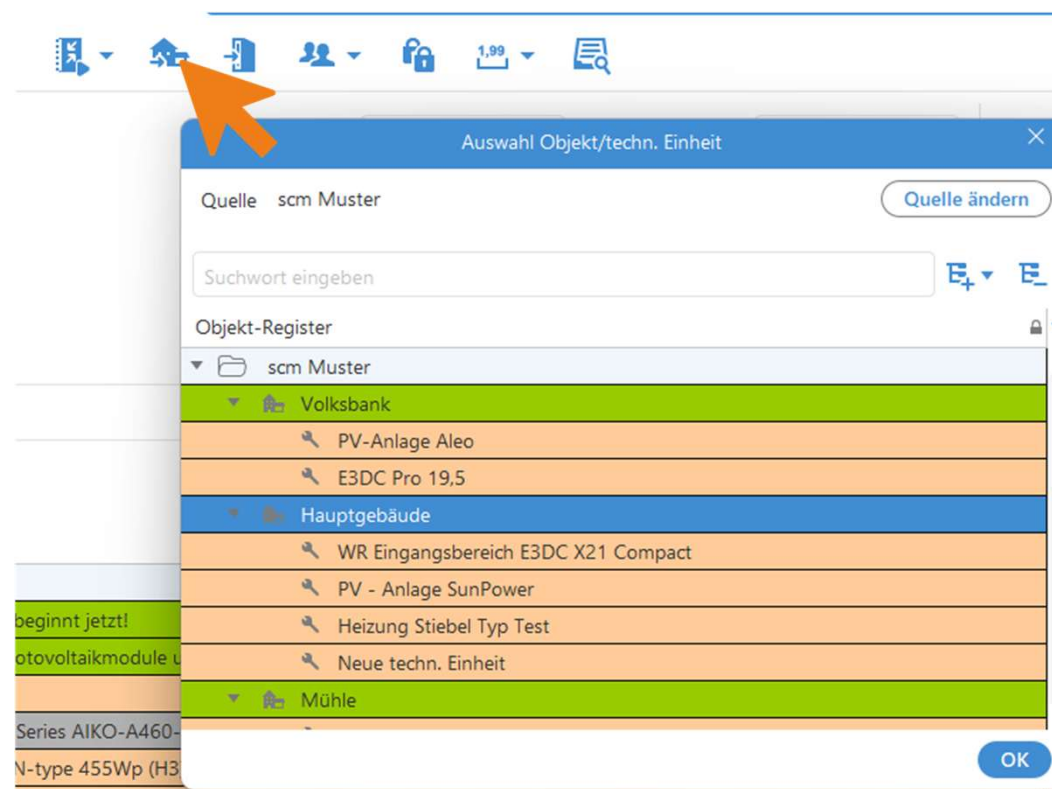 1,99
Auswahl Objekt/techn. Einheit
Quelle scm Muster
Quelle ändern
Suchwort eingeben
Objekt-Register
scm Muster
Volksbank
PV-Anlage Aleo
E3DC Pro 19,5
Hauptgebäude
WR Eingangsbereich E3DC X21 Compact
PV - Anlage SunPower
Heizung Stiebel Typ Test
beginnt jetzt!
Neue techn. Einheit
otovoltaikmodule u
Mühle
Series AIKO-A460-
N-type 455Wp (H3
OK